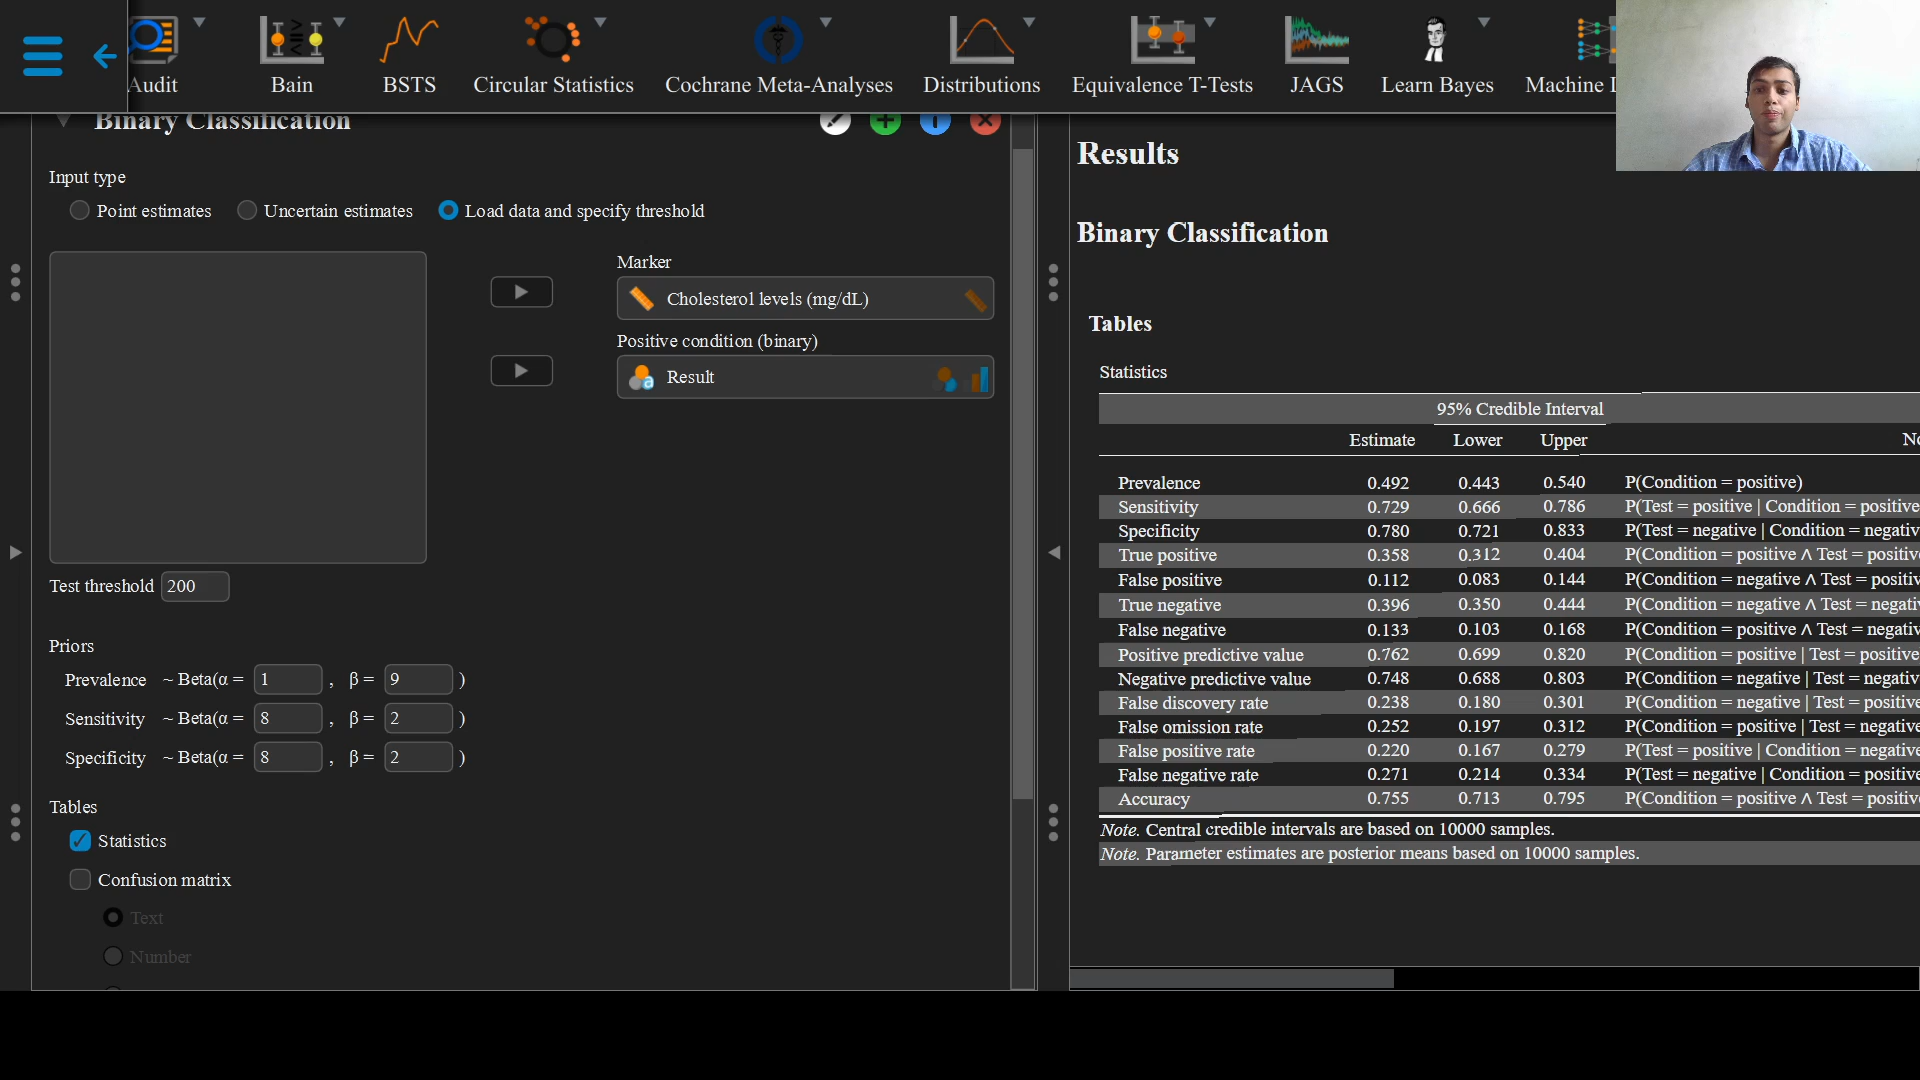 Audit
Bain
BSTS
Circular Statistics
Cochrane Meta-Analyses
Distributions
Equivalence T-Tests
JAGS
Learn Bayes
Machine
Binary Classification
Input type
Point estimates
Uncertain estimates
Load data and specify threshold
Marker
Cholesterol levels (mg/dL)
Positive condition (binary)
Result
Test threshold 200
Priors
Prevalence ~ Beta(α = 1 , β = 9 )
Sensitivity ~ Beta(α = 8 , β = 2 )
Specificity ~ Beta(α = 8 , β = 2 )
Tables
Statistics
Confusion matrix
Text
Number
Results
Binary Classification
Tables
Statistics
95% Credible Interval
Estimate Lower Upper
Prevalence 0.492 0.443 0.540 P(Condition = positive)
Sensitivity 0.729 0.666 0.786 P(Test = positive | Condition = positive
Specificity 0.780 0.721 0.833 P(Test = negative | Condition = negativ
True positive 0.358 0.312 0.404 P(Condition = positive ∧ Test = positiv
False positive 0.112 0.083 0.144 P(Condition = negative ∧ Test = positiv
True negative 0.396 0.350 0.444 P(Condition = negative ∧ Test = negati
False negative 0.133 0.103 0.168 P(Condition = positive ∧ Test = negativ
Positive predictive value 0.762 0.699 0.820 P(Condition = positive | Test = positive
Negative predictive value 0.748 0.688 0.803 P(Condition = negative | Test = negativ
False discovery rate 0.238 0.180 0.301 P(Condition = negative | Test = positive
False omission rate 0.252 0.197 0.312 P(Condition = positive | Test = negative
False positive rate 0.220 0.167 0.279 P(Test = positive | Condition = negative
False negative rate 0.271 0.214 0.334 P(Test = negative | Condition = positive
Accuracy 0.755 0.713 0.795 P(Condition = positive ∧ Test = positiv
Note. Central credible intervals are based on 10000 samples.
Note. Parameter estimates are posterior means based on 10000 samples.